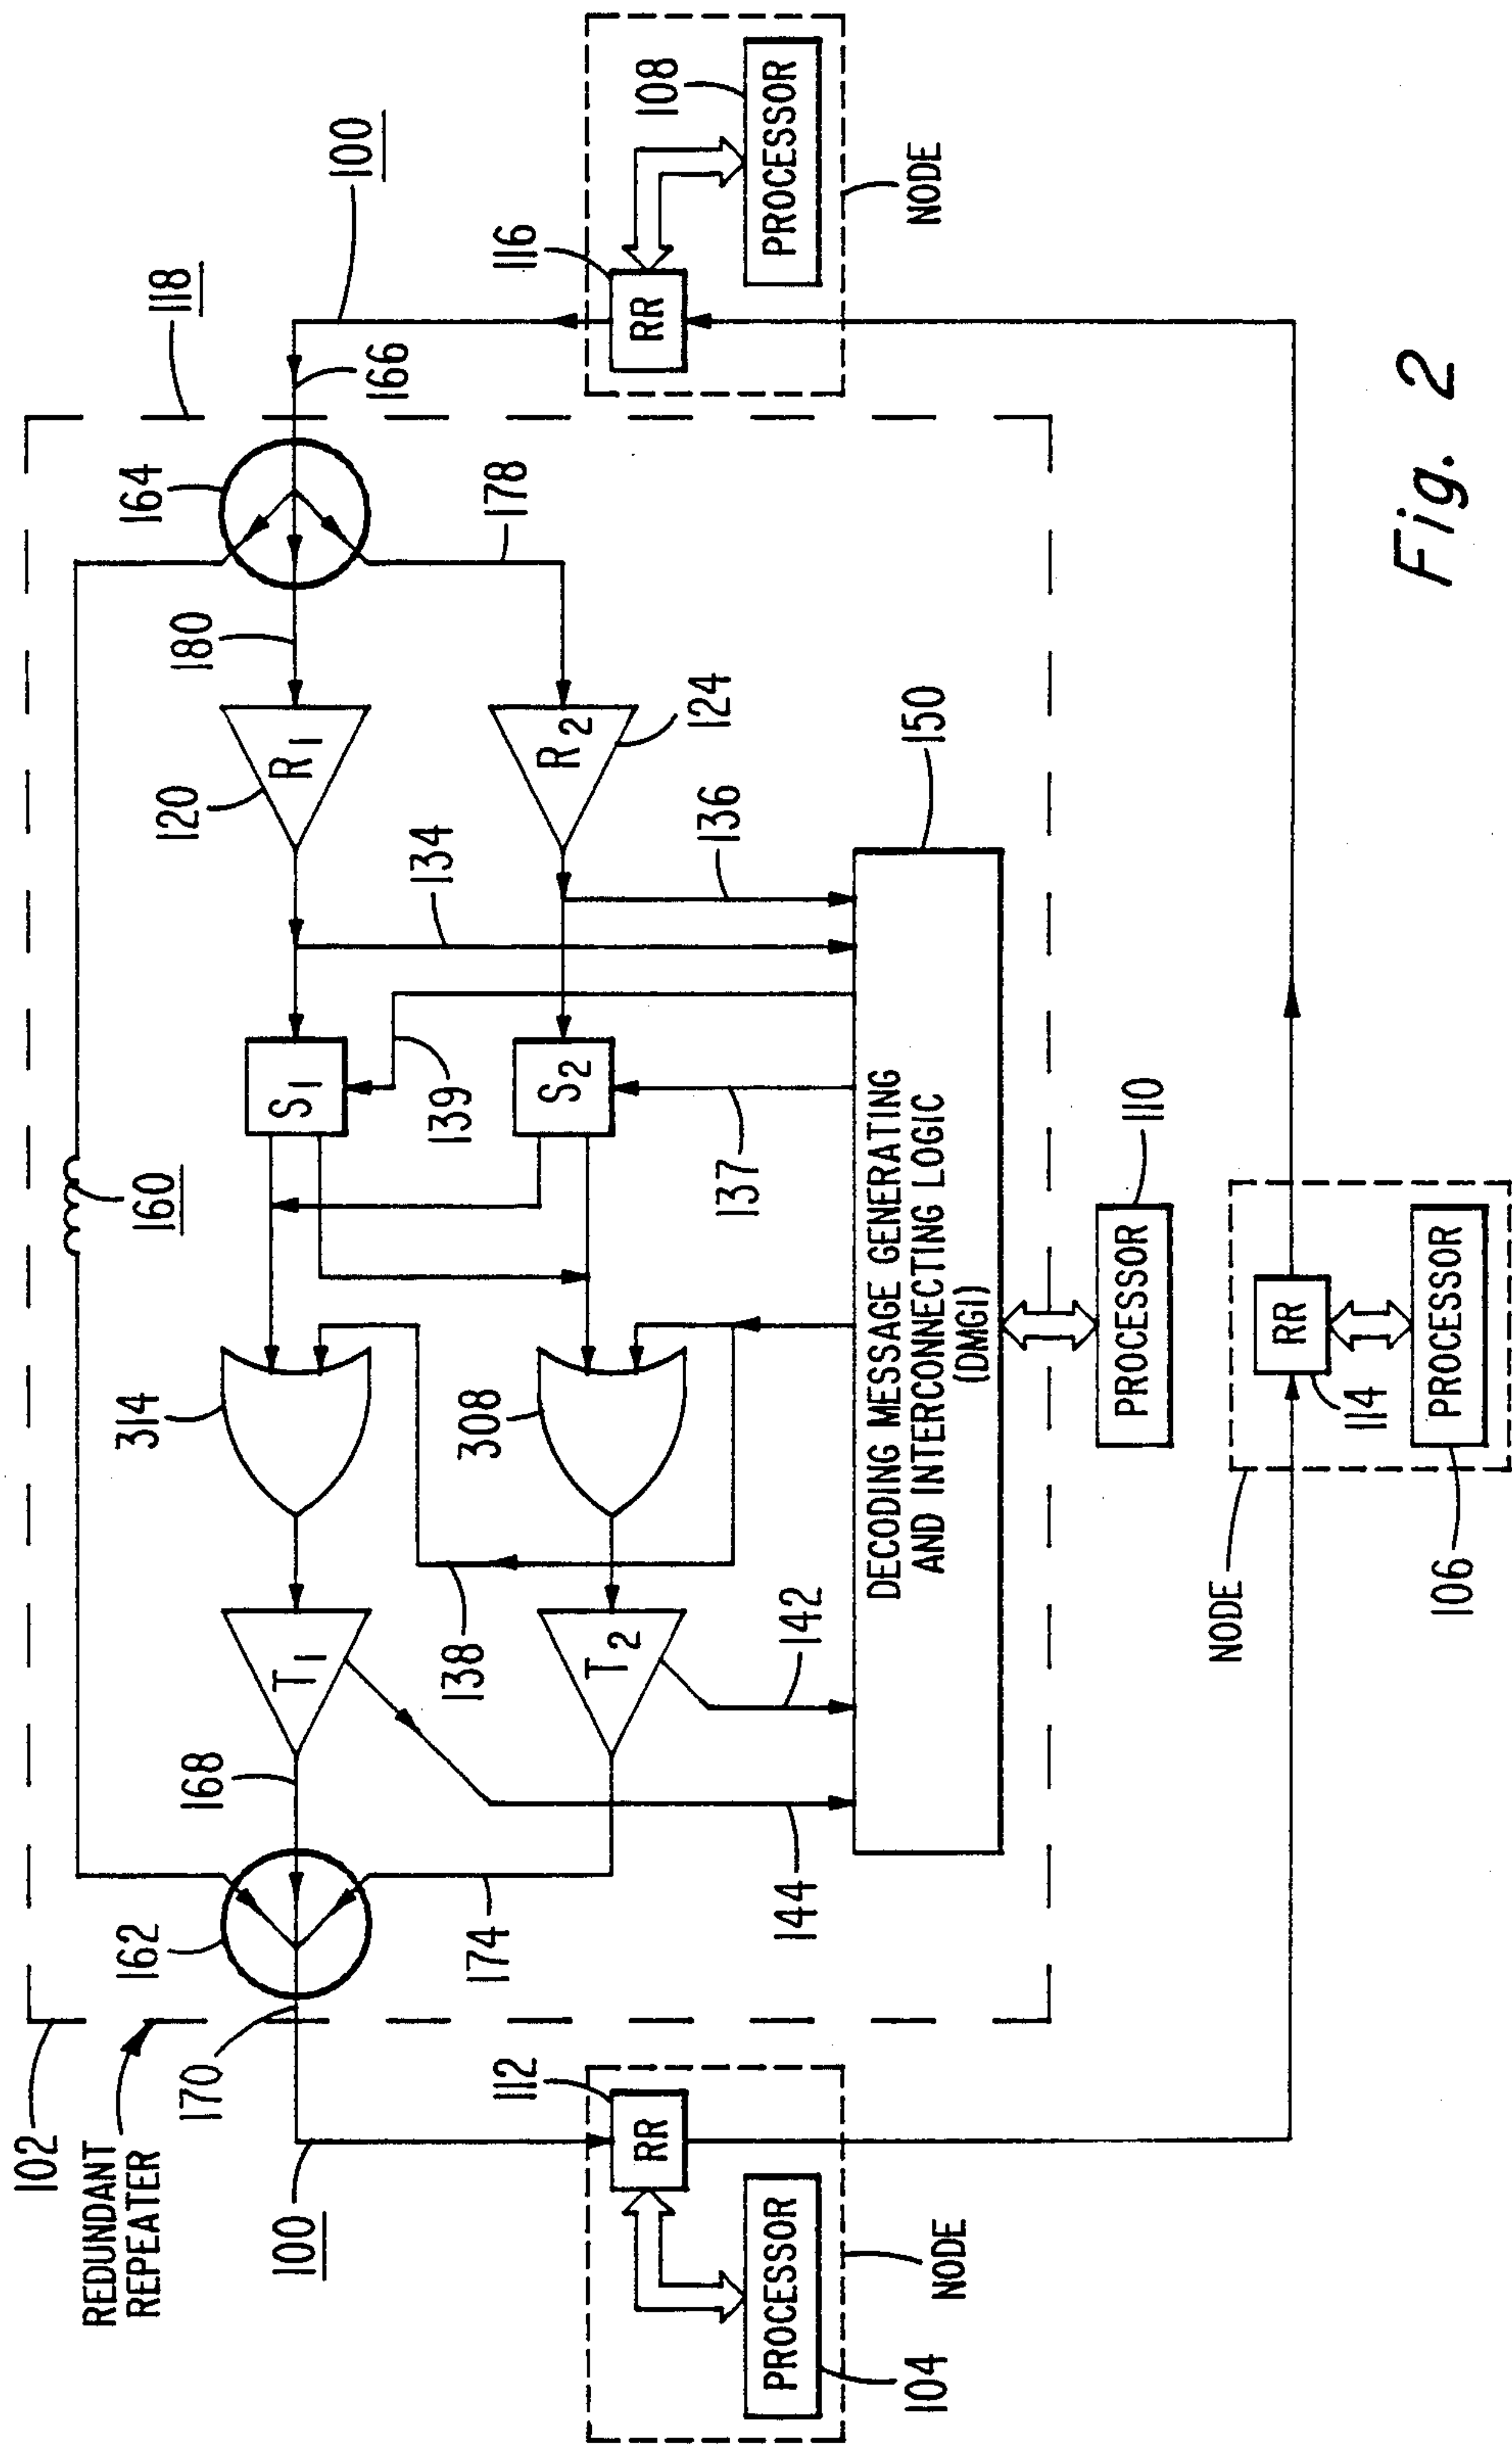 102
REDUNDANT
REPEATER
118
100
160
162
170
168
T1
314
S1
120
R1
180
164
166
100
174
138
139
134
178
112
RR
T2
308
S2
R2
124
116
RR
108
PROCESSOR
NODE
104
PROCESSOR
NODE
144
142
137
136
150
DECODING MESSAGE GENERATING
AND INTERCONNECTING LOGIC
(DMGI)
110
PROCESSOR
NODE
RR
114
PROCESSOR
106
Fig. 2